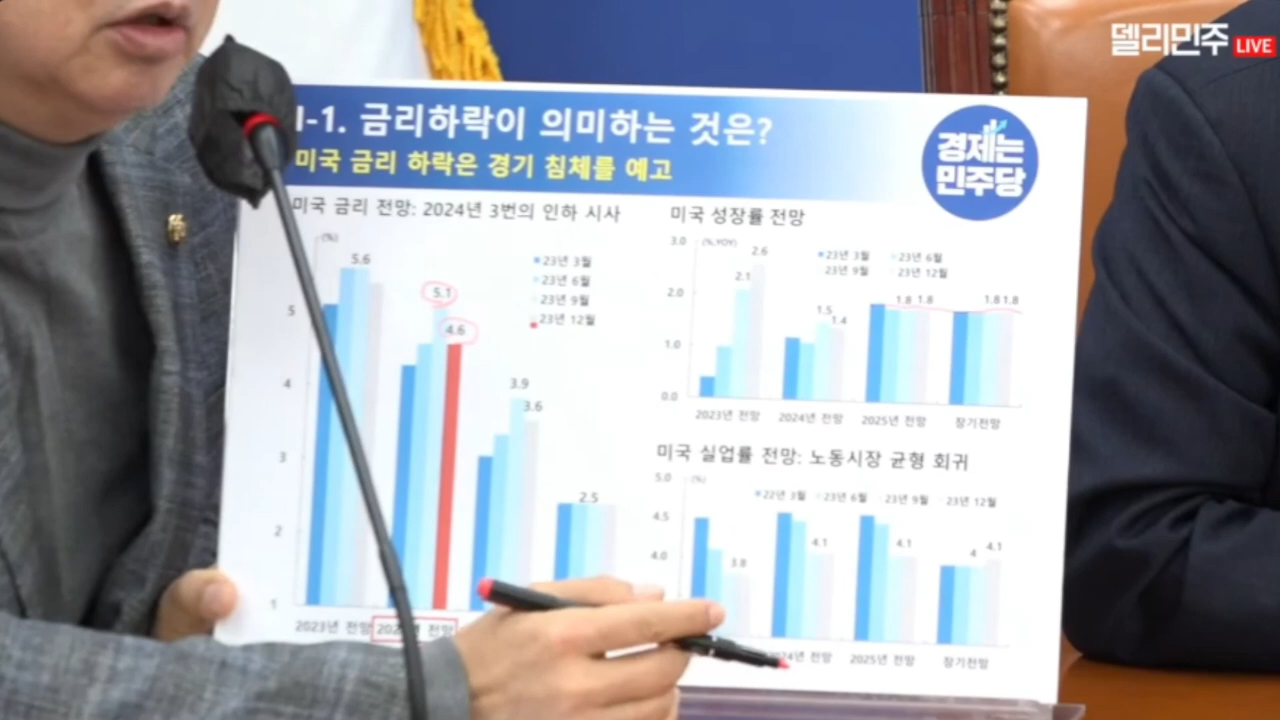 델리민주 LIVE
I-1. 금리하락이 의미하는 것은?
미국 금리 하락은 경기 침체를 예고
경제는
민주당
미국 금리 전망: 2024년 3번의 인하 시사
(%)
23년 3월
23년 6월
23년 9월
23년 12월
5.6
5.1
4.6
3.9
3.6
2.5
5
4
3
2
1
2023년 전망 전망
미국 성장률 전망
(%,YOY)
23년 3월 23년 6월
23년 9월 23년 12월
3.0
2.0
1.0
0.0
2.1 2.6
1.5 1.4
1.8 1.8
1.8 1.8
2023년 전망 2024년 전망 2025년 전망 장기전망
미국 실업률 전망: 노동시장 균형 회귀
(%)
22년 3월 23년 6월 23년 9월 23년 12월
5.0
4.5
4.0
3.8
4.1
4.1
4 4.1
2024년 전망 2025년 전망 장기전망